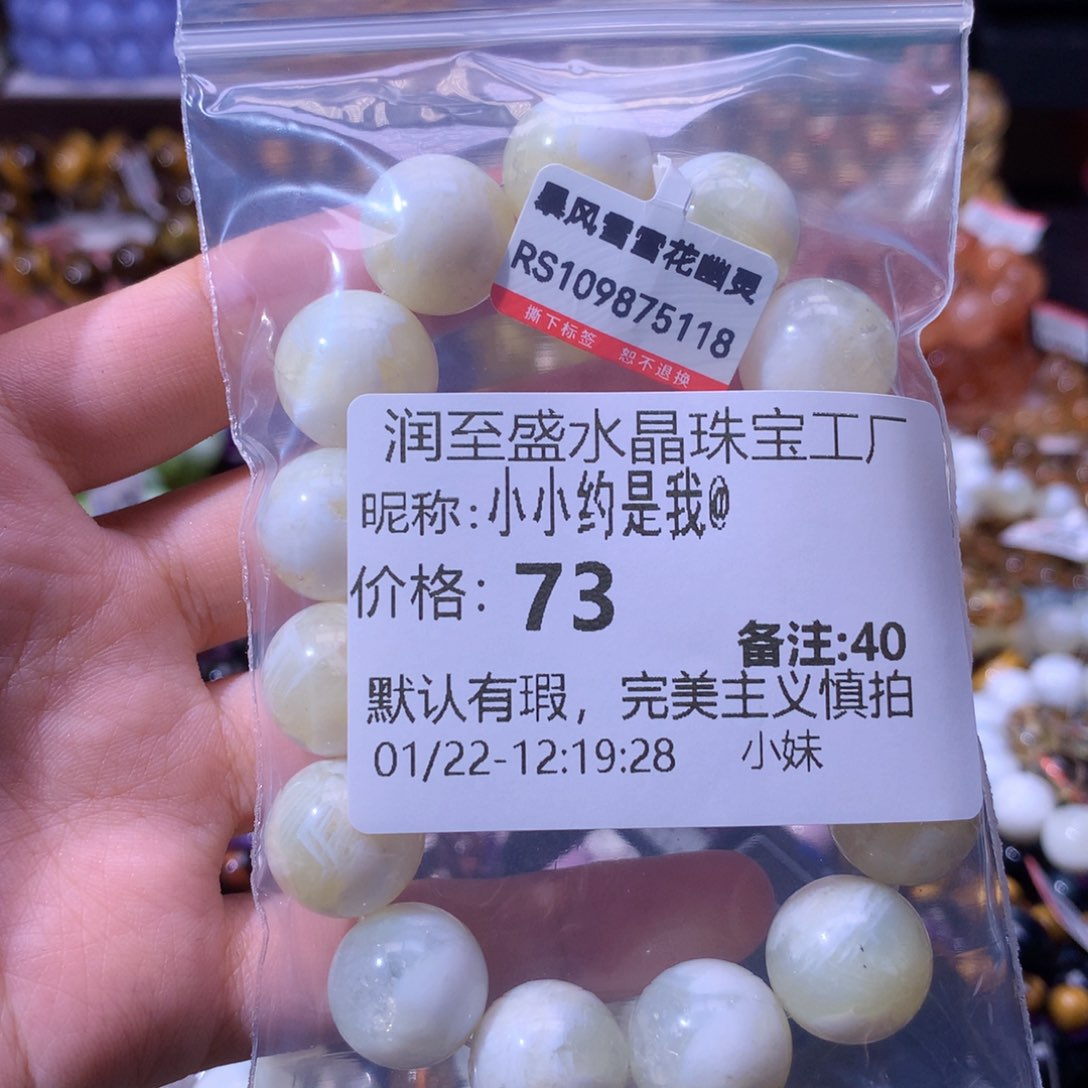 暴风雪雪花幽灵
RS109875118
撕下标签 恕不退换
润至盛水晶珠宝工厂
昵称:小小约是我@
价格: 73
备注:40
默认有瑕，完美主义慎拍
01/22-12:19:28 小妹